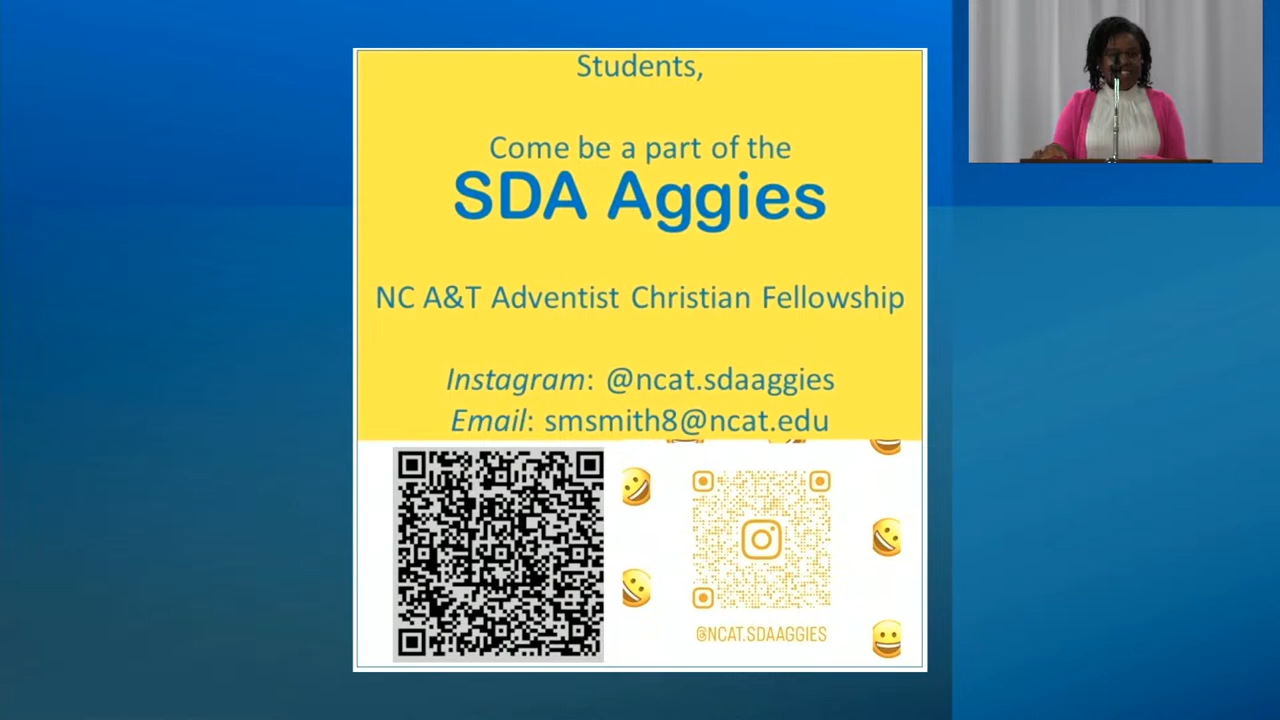 Students,
Come be a part of the
SDA Aggies
NC A&T Adventist Christian Fellowship
Instagram: @ncat.sdaaggies
Email: smsmith8@ncat.edu
@NCAT.SDAAGGIES